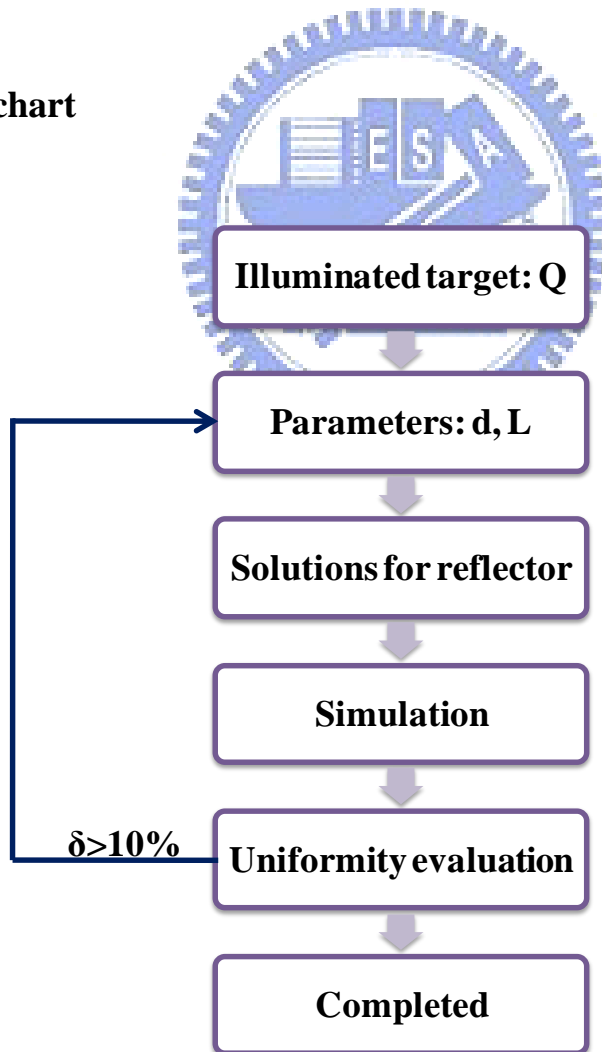 chart
E S A
Illuminated target: Q
Parameters: d, L
Solutions for reflector
Simulation
δ>10%
Uniformity evaluation
Completed